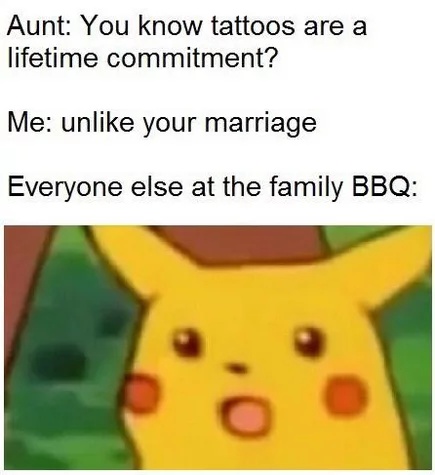 Aunt: You know tattoos are a
lifetime commitment?
Me: unlike your marriage
Everyone else at the family BBQ: